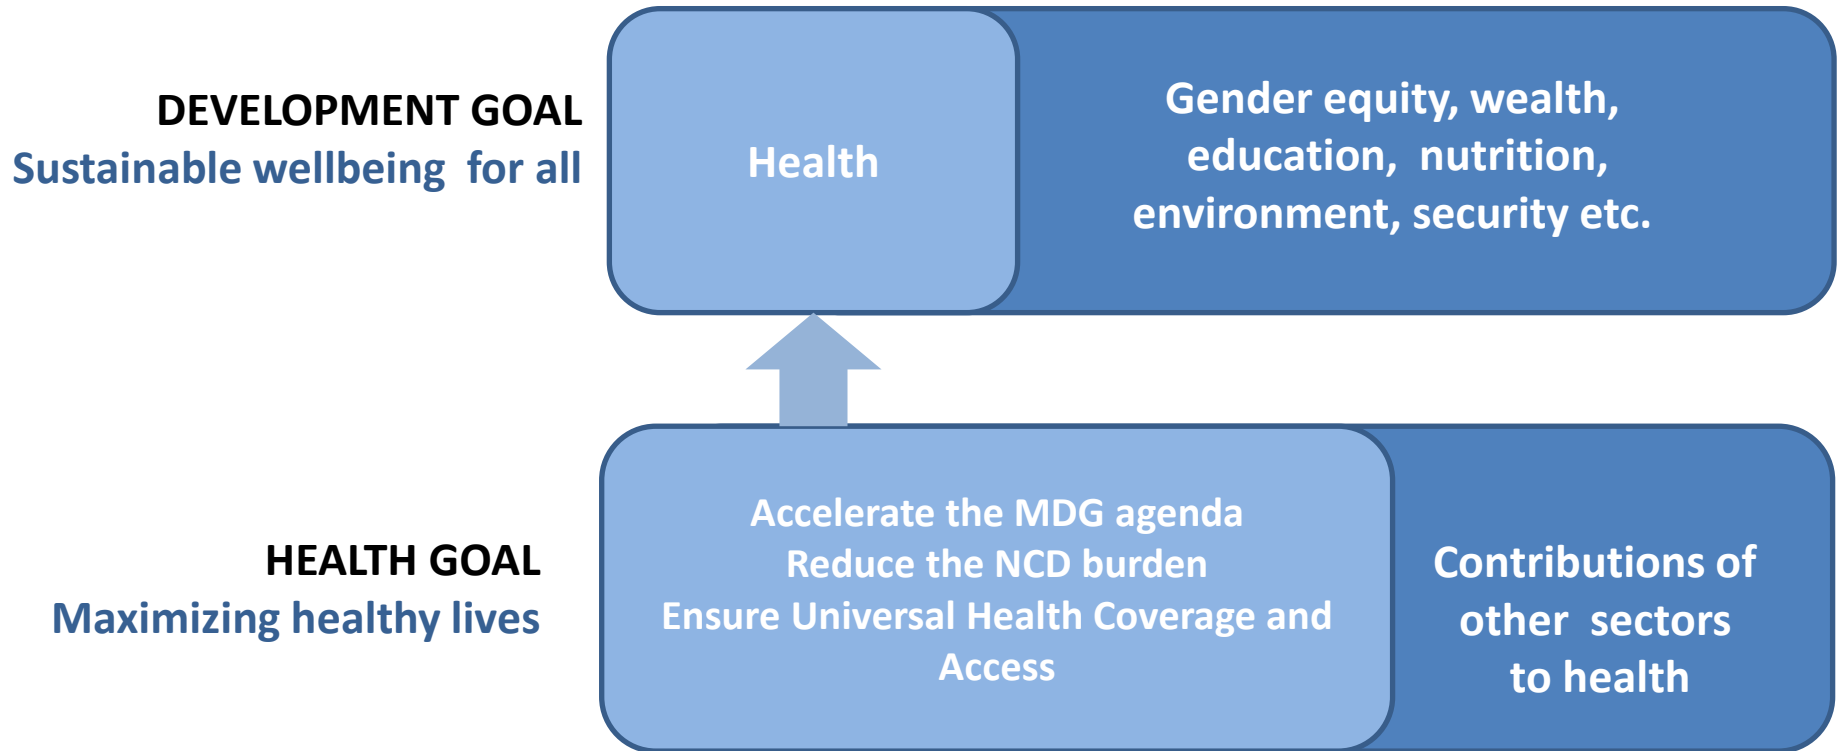 DEVELOPMENT GOAL
Sustainable wellbeing for all
Health
Gender equity, wealth,
education, nutrition,
environment, security etc.
HEALTH GOAL
Maximizing healthy lives
Accelerate the MDG agenda
Reduce the NCD burden
Ensure Universal Health Coverage and
Access
Contributions of
other sectors
to health